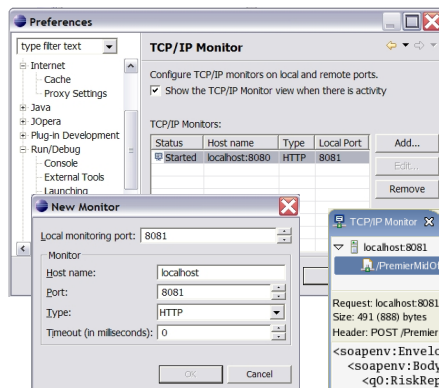 Preferences
type filter text
TCP/IP Monitor
Internet
Cache
Proxy Settings
Java
JOpera
Plug-in Development
Run/Debug
Console
External Tools
Launching
Configure TCP/IP monitors on local and remote ports.
Show the TCP/IP Monitor view when there is activity
TCP/IP Monitors:
Status Host name Type Local Port
Started localhost:8080 HTTP 8081
Add...
Edit...
Remove
New Monitor
Local monitoring port: 8081
Monitor
Host name: localhost
Port: 8081
Type: HTTP
Timeout (in miliseconds): 0
OK Cancel
TCP/IP Monitor
localhost:8081
/PremierMidOf
Request: localhost:8081
Size: 491 (888) bytes
Header: POST /Premier
<soapenv:Envelo
<soapenv:Body
<q0:RiskRep